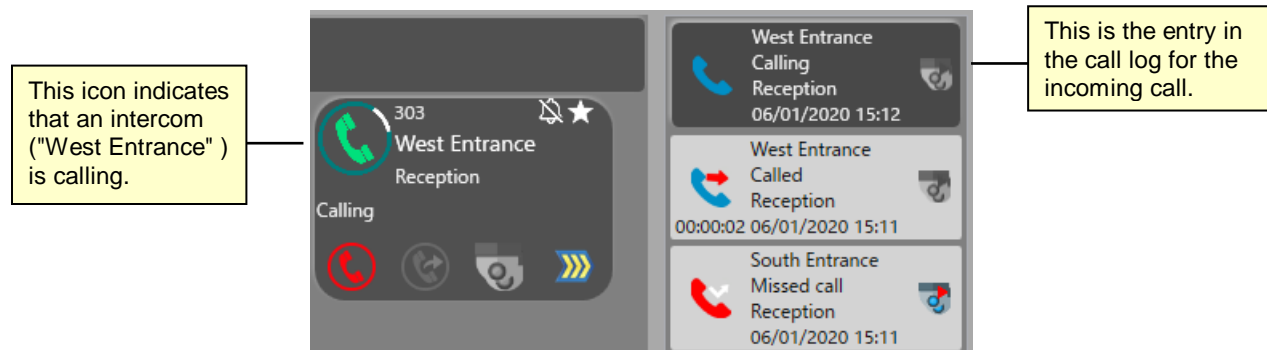 This icon indicates
that an intercom
("West Entrance" )
is calling.
303
West Entrance
Reception
Calling
West Entrance
Calling
Reception
06/01/2020 15:12
West Entrance
Called
Reception
00:00:02 06/01/2020 15:11
South Entrance
Missed call
Reception
06/01/2020 15:11
This is the entry in
the call log for the
incoming call.